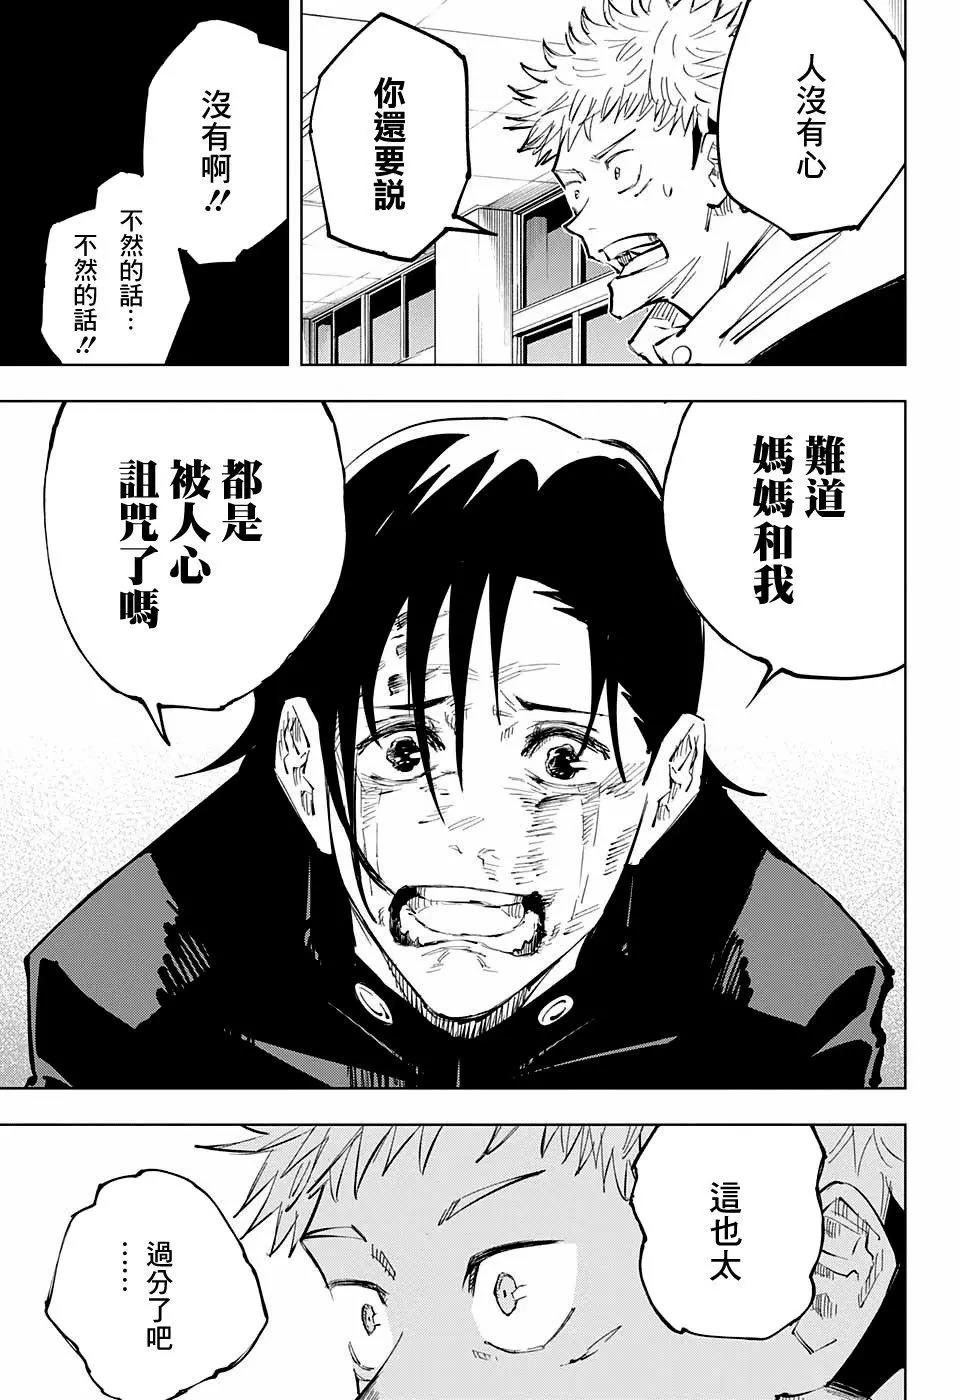 人沒有心
你還要説
沒有啊!!
不然的話…
不然的話!!
難道
媽媽和我
都是
被人心
詛咒了嗎
這也太
過分了吧
……